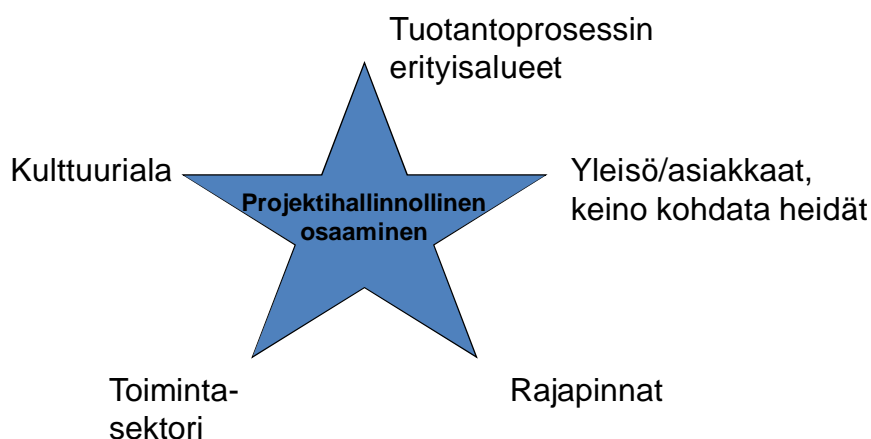 Tuotantoprosessin
erityisalueet
Kulttuuriala
Yleisö/asiakkaat,
keino kohdata heidät
Projektihallinnollinen
osaaminen
Toiminta-
sektori
Rajapinnat